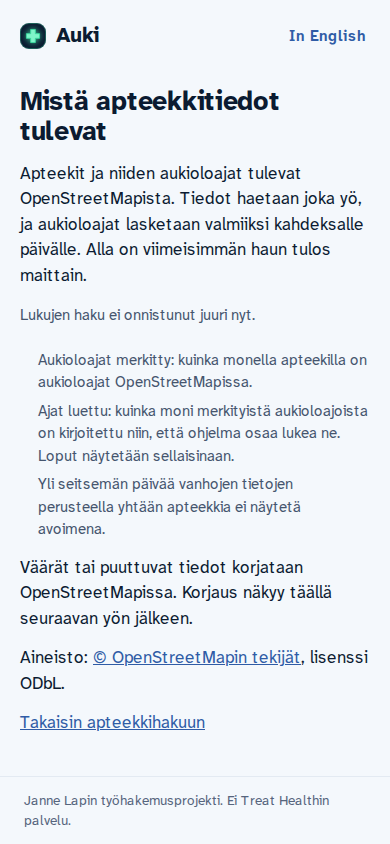 Auki
In English
Mistä apteekkitiedot
tulevat
Apteekit ja niiden aukioloajat tulevat
OpenStreetMapista. Tiedot haetaan joka yö,
ja aukioloajat lasketaan valmiiksi kahdeksalle
päivälle. Alla on viimeisimmän haun tulos
maittain.
Lukujen haku ei onnistunut juuri nyt.
Aukioloajat merkitty: kuinka monella apteekilla on
aukioloajat OpenStreetMapissa.
Ajat luettu: kuinka moni merkityistä aukioloajoista
on kirjoitettu niin, että ohjelma osaa lukea ne.
Loput näytetään sellaisinaan.
Yli seitsemän päivää vanhojen tietojen
perusteella yhtään apteekkia ei näytetä
avoimena.
Väärät tai puuttuvat tiedot korjataan
OpenStreetMapissa. Korjaus näkyy täällä
seuraavan yön jälkeen.
Aineisto: © OpenStreetMapin tekijät, lisenssi
ODbL.
Takaisin apteekkihakuun
Janne Lapin työhakemusprojekti. Ei Treat Healthin
palvelu.